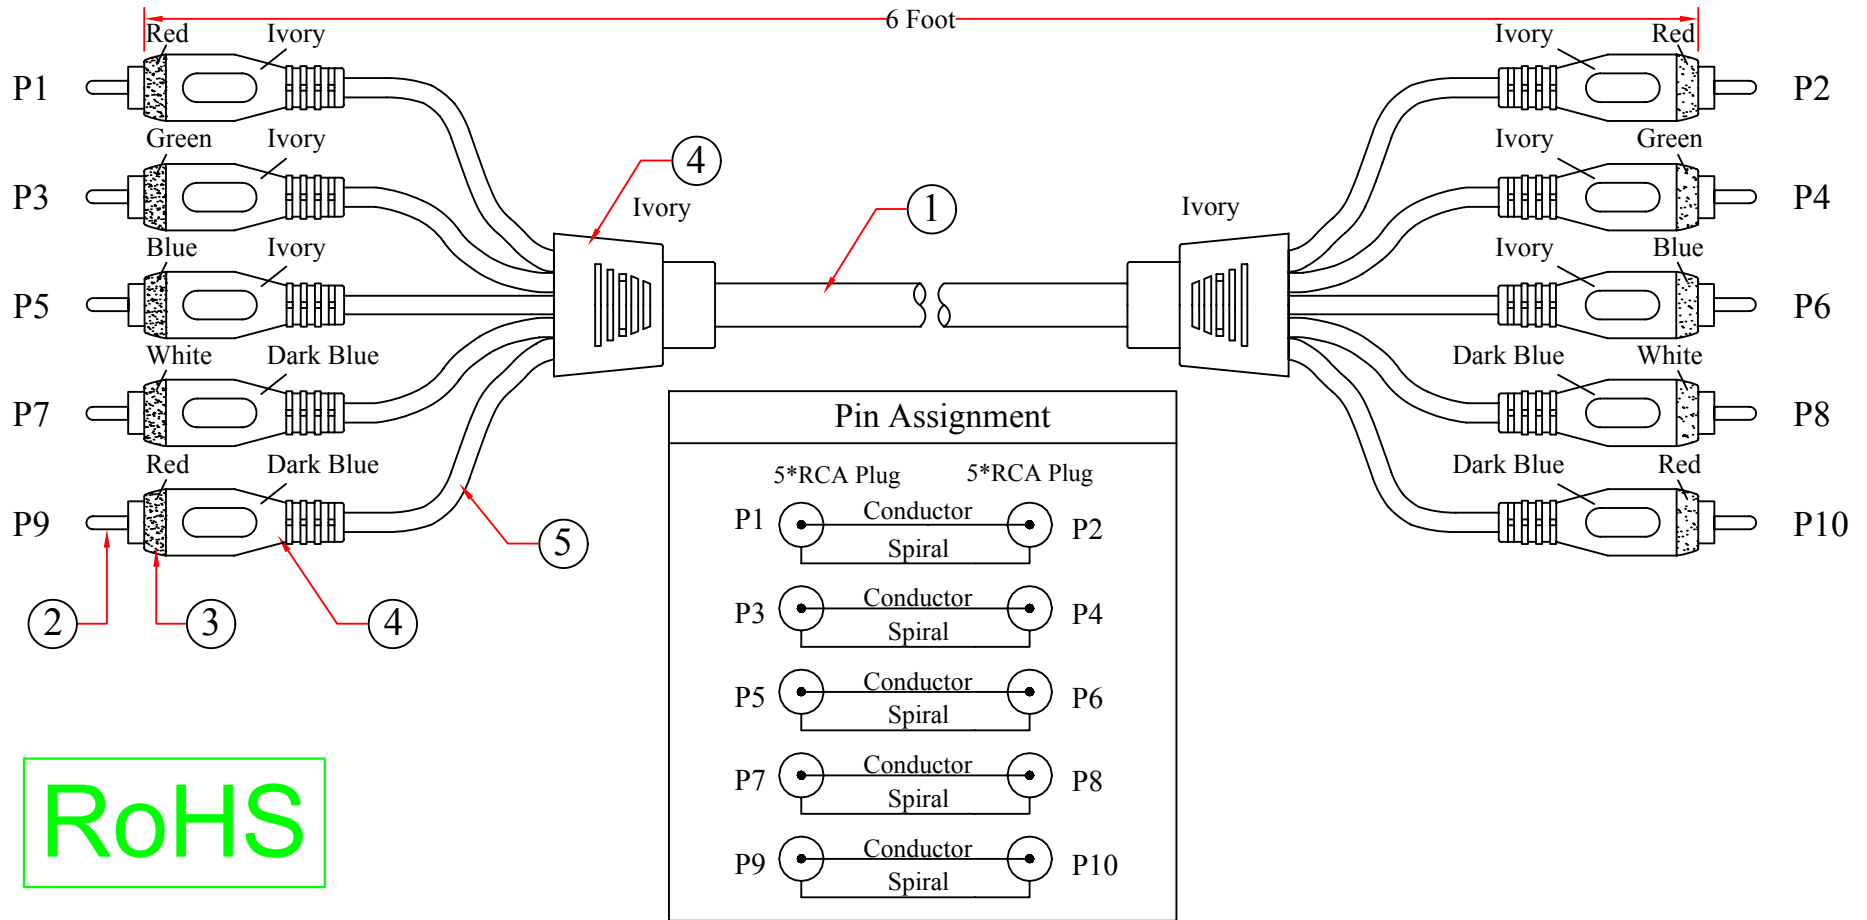 6 Foot
Red Ivory Ivory Red
P1 P2
Green Ivory Ivory Green
4
P3 Ivory 1 Ivory P4
Blue Ivory Ivory Blue
P5 P6
White Dark Blue Dark Blue White
P7 P8
Red Dark Blue Dark Blue Red
P9 P10
5
2 3 4
Pin Assignment
5*RCA Plug 5*RCA Plug
P1 Conductor P2
Spiral
P3 Conductor P4
Spiral
P5 Conductor P6
Spiral
P7 Conductor P8
Spiral
P9 Conductor P10
Spiral
RoHS